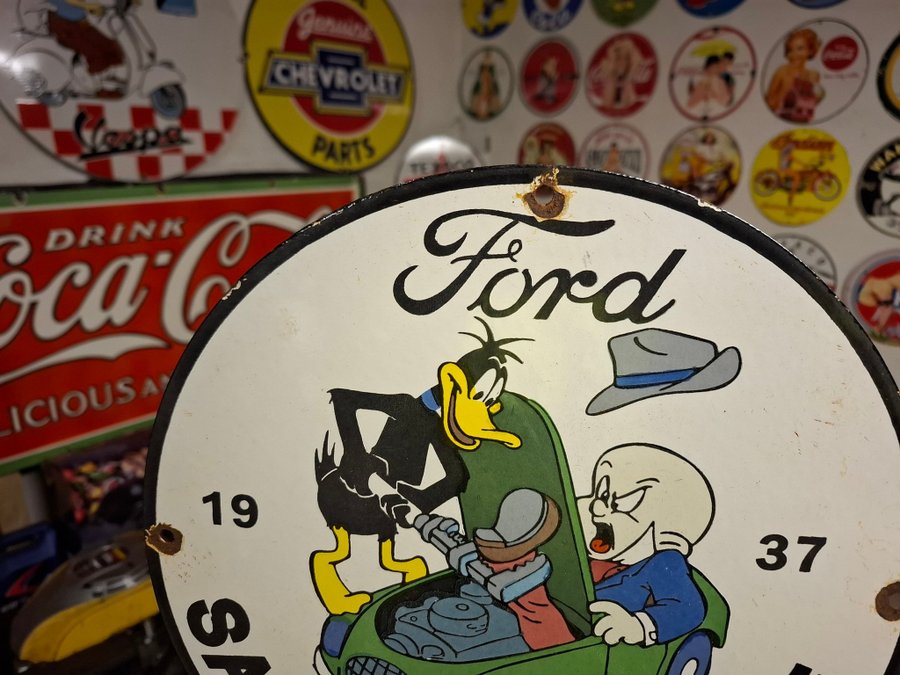 Vespa
Genuine
CHEVROLET
PARTS
DRINK
Coca-Co
LICIOUS AN
Ford
19
37
SA